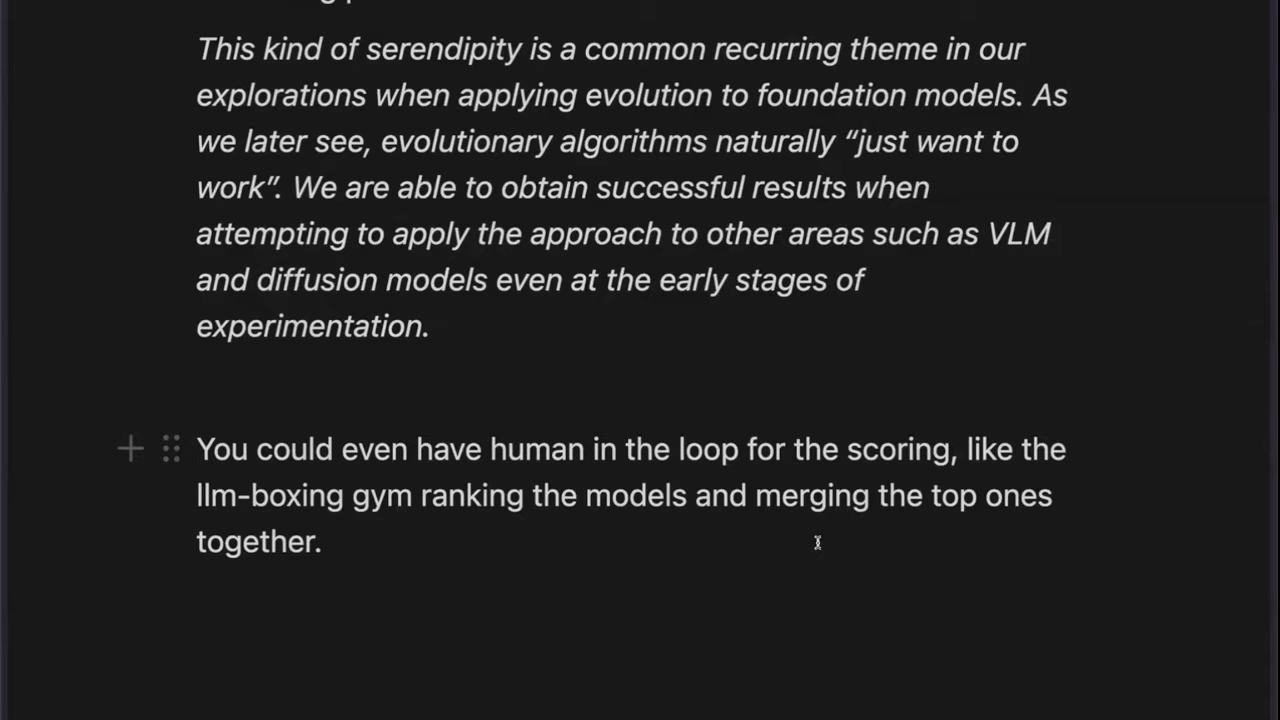 This kind of serendipity is a common recurring theme in our
explorations when applying evolution to foundation models. As
we later see, evolutionary algorithms naturally “just want to
work”. We are able to obtain successful results when
attempting to apply the approach to other areas such as VLM
and diffusion models even at the early stages of
experimentation.
You could even have human in the loop for the scoring, like the
llm-boxing gym ranking the models and merging the top ones
together.